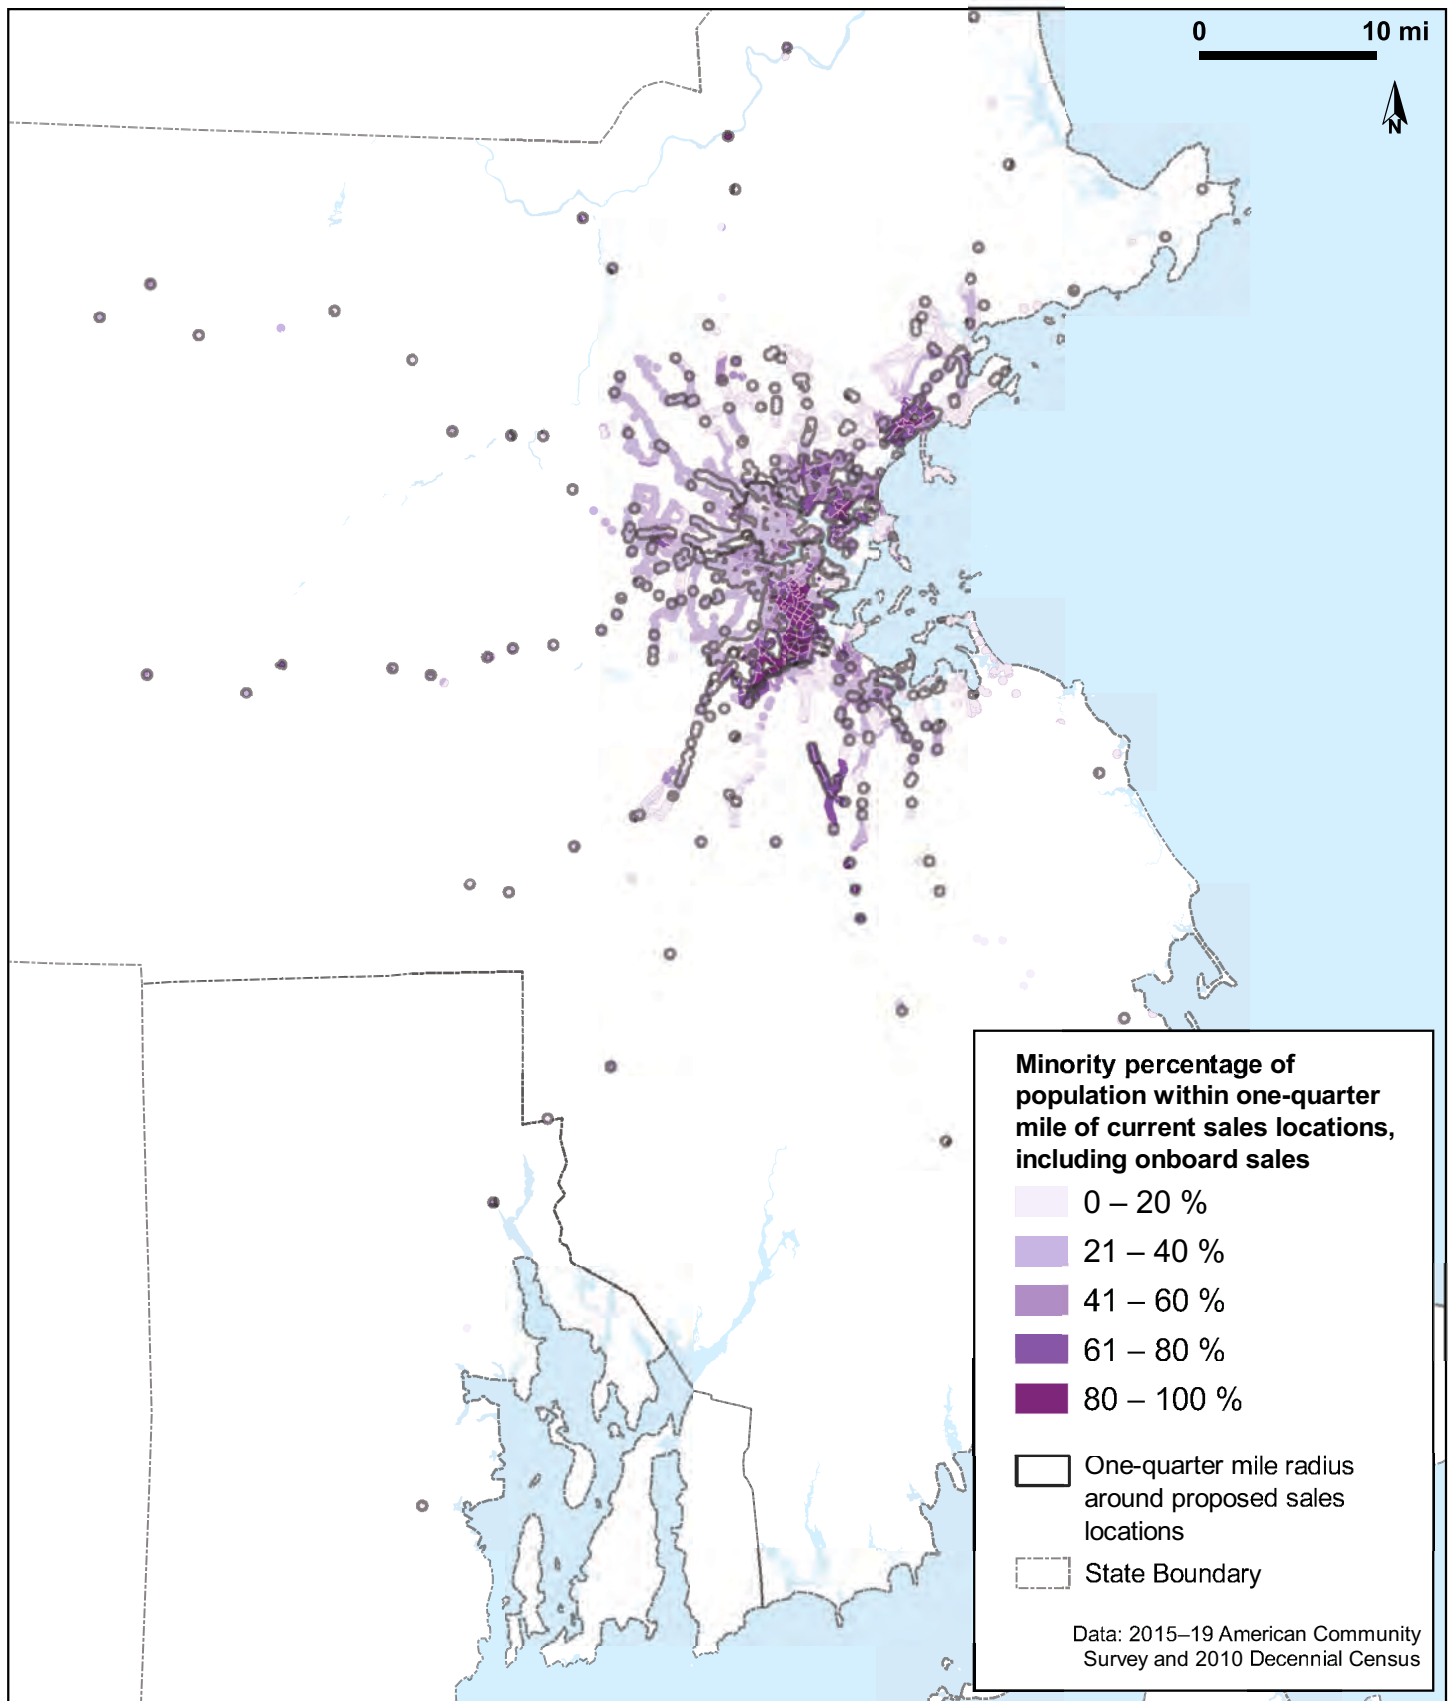 0 10 mi
N
Minority percentage of
population within one-quarter
mile of current sales locations,
including onboard sales
0 – 20 %
21 – 40 %
41 – 60 %
61 – 80 %
80 – 100 %
One-quarter mile radius
around proposed sales
locations
State Boundary
Data: 2015–19 American Community
Survey and 2010 Decennial Census